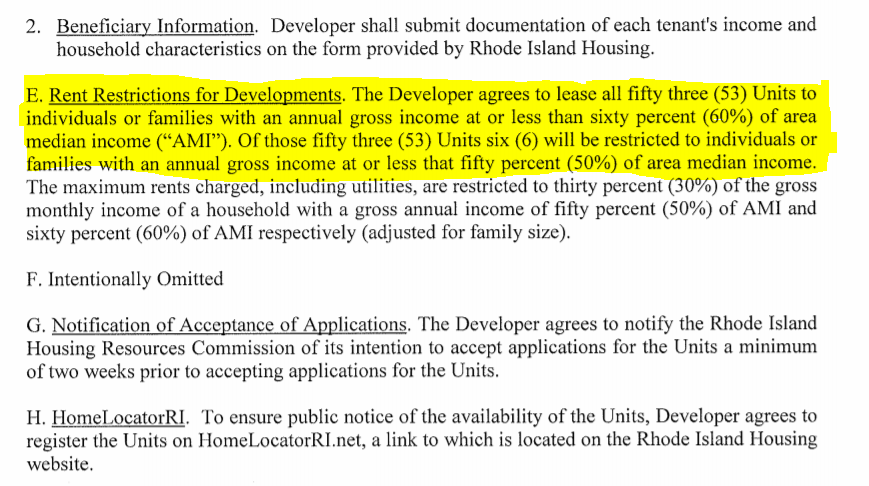 2. Beneficiary Information. Developer shall submit documentation of each tenant's income and
household characteristics on the form provided by Rhode Island Housing.
E. Rent Restrictions for Developments. The Developer agrees to lease all fifty three (53) Units to
individuals or families with an annual gross income at or less than sixty percent (60%) of area
median income (“AMI”). Of those fifty three (53) Units six (6) will be restricted to individuals or
families with an annual gross income at or less that fifty percent (50%) of area median income.
The maximum rents charged, including utilities, are restricted to thirty percent (30%) of the gross
monthly income of a household with a gross annual income of fifty percent (50%) of AMI and
sixty percent (60%) of AMI respectively (adjusted for family size).
F. Intentionally Omitted
G. Notification of Acceptance of Applications. The Developer agrees to notify the Rhode Island
Housing Resources Commission of its intention to accept applications for the Units a minimum
of two weeks prior to accepting applications for the Units.
H. HomeLocatorRI. To ensure public notice of the availability of the Units, Developer agrees to
register the Units on HomeLocatorRI.net, a link to which is located on the Rhode Island Housing
website.